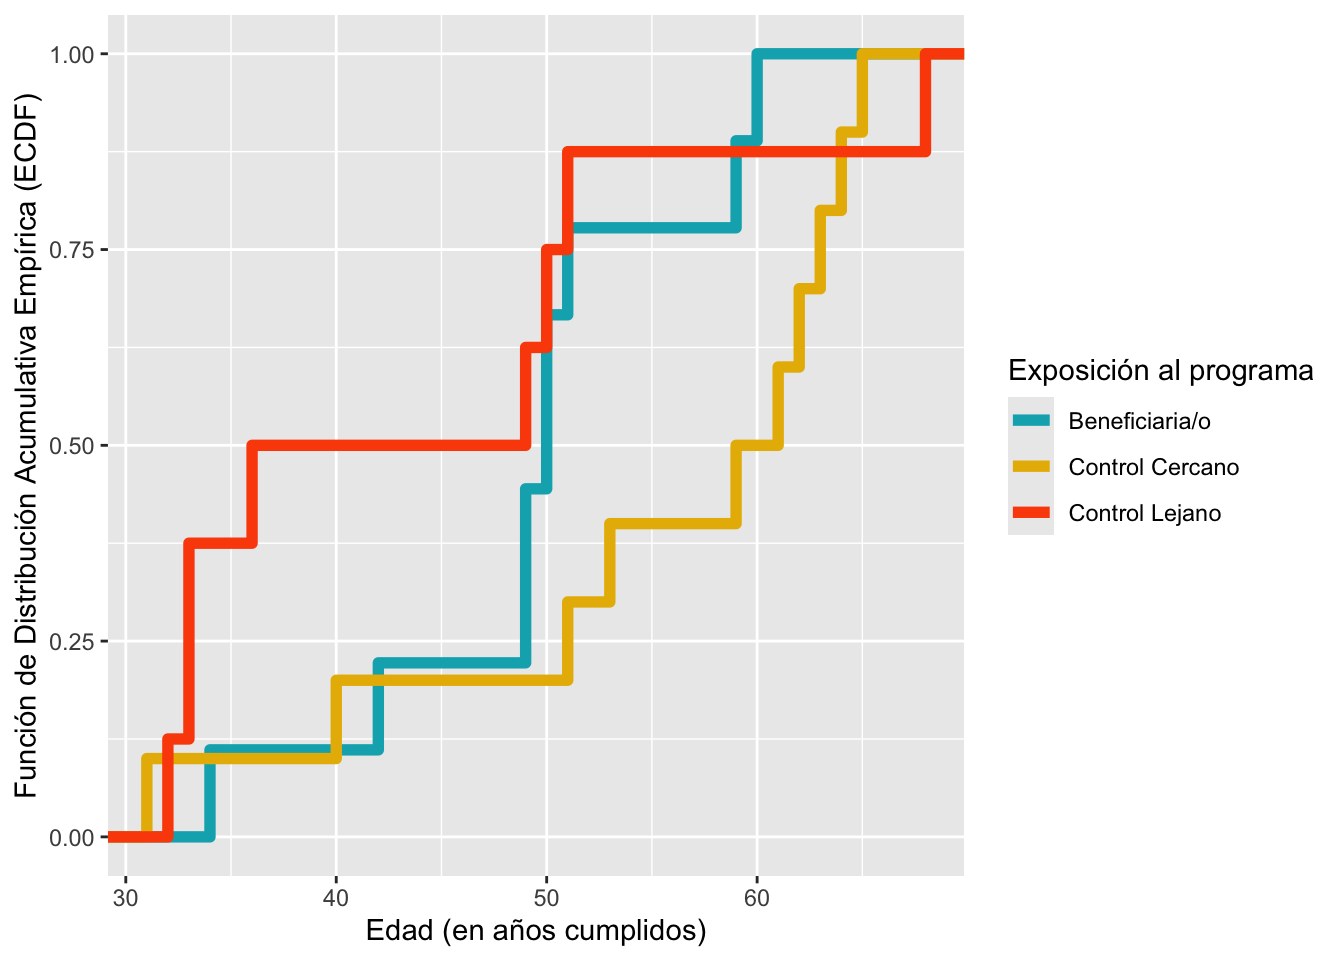 Función de Distribución Acumulativa Empírica (ECDF)
1.00
0.75
0.50
0.25
0.00
30 40 50 60
Edad (en años cumplidos)
Exposición al programa
Beneficiaria/o
Control Cercano
Control Lejano